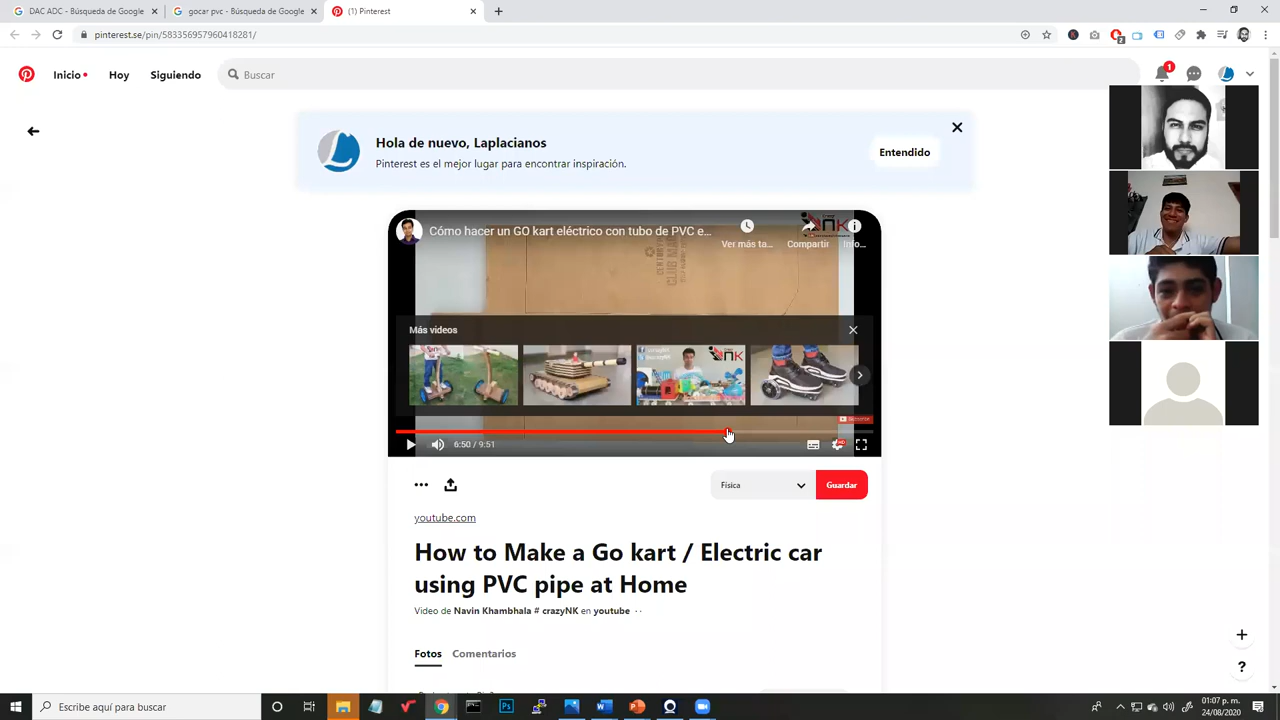 DAC ADC - Búsqueda de Google
gocar pvc - Búsqueda de Google
(1) Pinterest
pinterest.se/pin/583356957960418281/
Inicio
Hoy
Siguiendo
Buscar
1
Hola de nuevo, Laplacianos
Pinterest es el mejor lugar para encontrar inspiración.
Entendido
Cómo hacer un GO kart eléctrico con tubo de PVC e...
Ver más ta...
Compartir
Info...
Más videos
6:50 / 9:51
Física
Guardar
youtube.com
How to Make a Go kart / Electric car
using PVC pipe at Home
Video de Navin Khambhala # crazyNK en youtube
Fotos
Comentarios
Escribe aquí para buscar
01:07 p. m.
24/08/2020